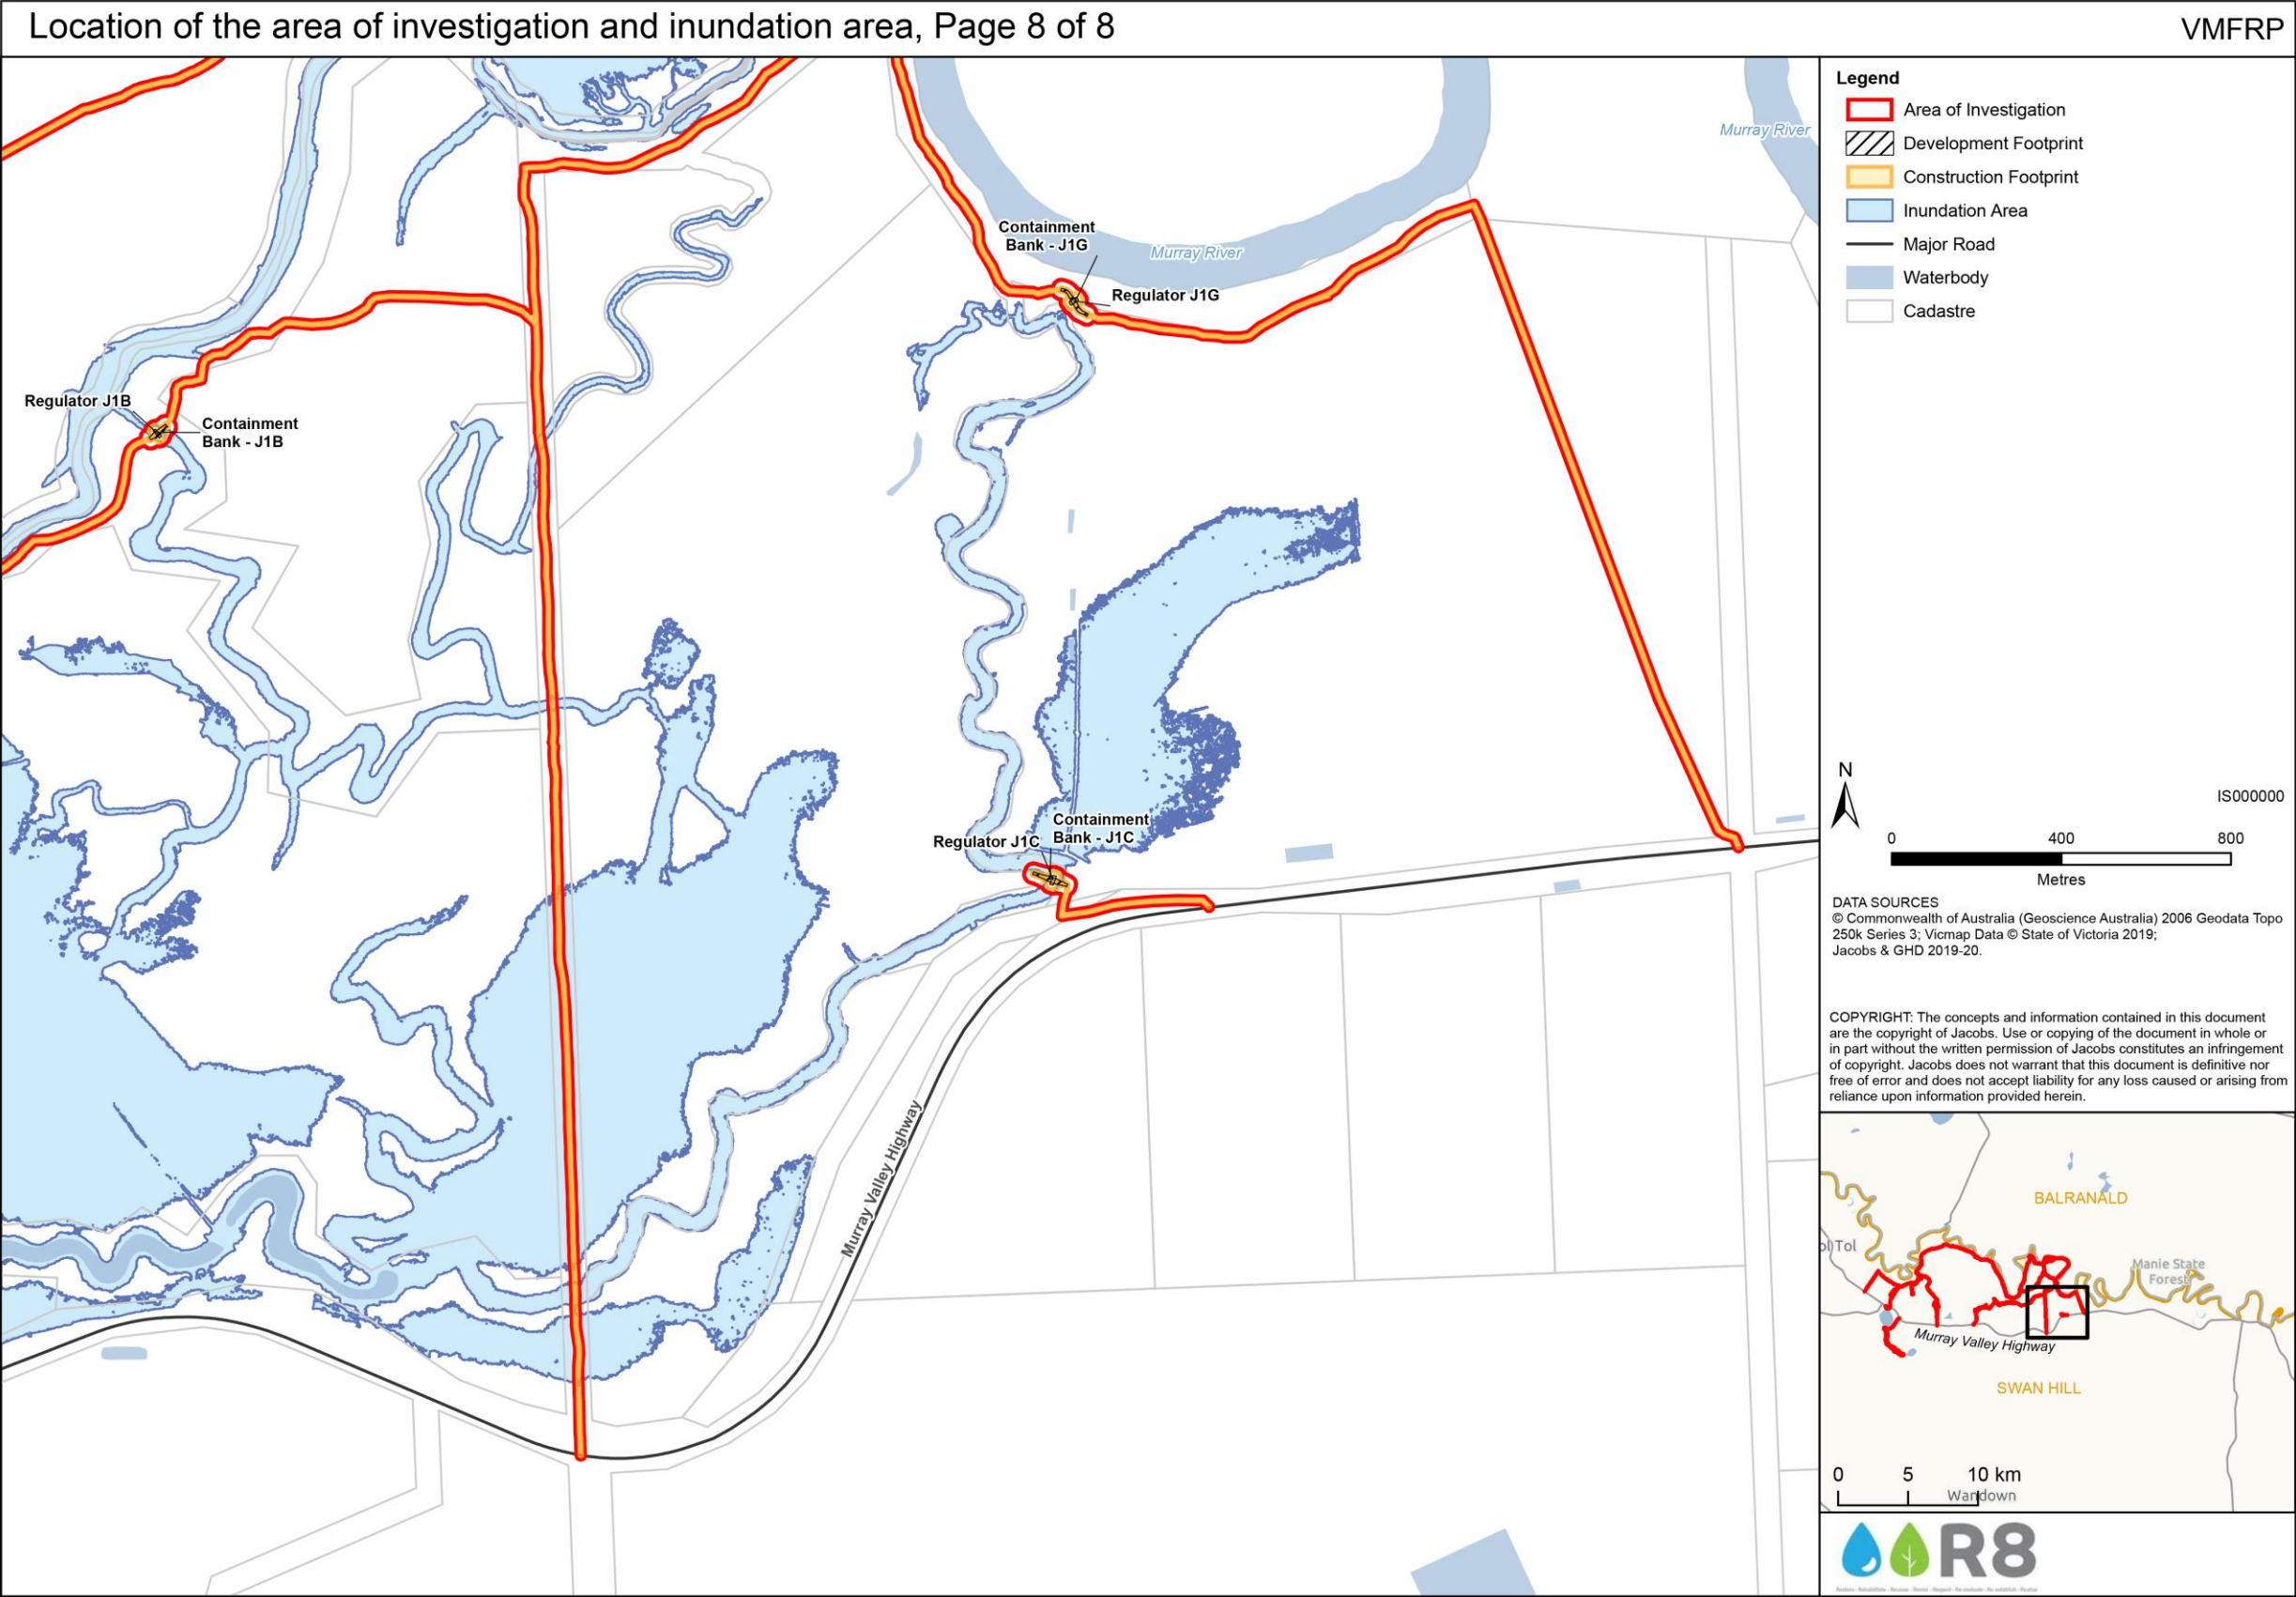 Location of the area of investigation and inundation area, Page 8 of 8
VMFRP
Legend
Area of Investigation
Development Footprint
Construction Footprint
Inundation Area
Major Road
Waterbody
Cadastre
Murray River
Containment
Bank - J1G
Murray River
Regulator J1G
Regulator J1B
Containment
Bank - J1B
Containment
Bank - J1C
Regulator J1C
Murray Valley Highway
N
IS000000
0 400 800
Metres
DATA SOURCES
© Commonwealth of Australia (Geoscience Australia) 2006 Geodata Topo
250k Series 3; Vicmap Data © State of Victoria 2019;
Jacobs & GHD 2019-20.
COPYRIGHT: The concepts and information contained in this document
are the copyright of Jacobs. Use or copying of the document in whole or
in part without the written permission of Jacobs constitutes an infringement
of copyright. Jacobs does not warrant that this document is definitive nor
free of error and does not accept liability for any loss caused or arising from
reliance upon information provided herein.
BALRANALD
ol Tol
Manie State
Forest
Murray Valley Highway
SWAN HILL
0 5 10 km
Wandown
R8